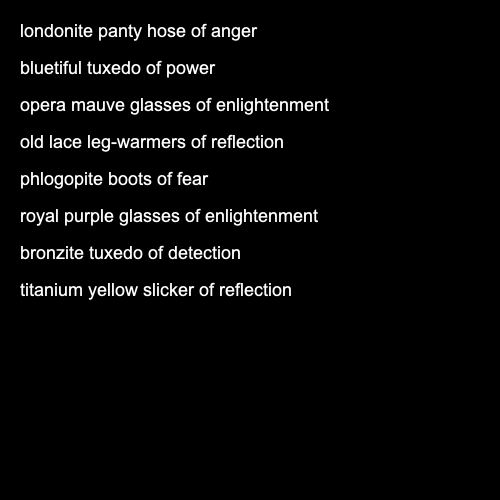 londonite panty hose of anger
bluetiful tuxedo of power
opera mauve glasses of enlightenment
old lace leg-warmers of reflection
phlogopite boots of fear
royal purple glasses of enlightenment
bronzite tuxedo of detection
titanium yellow slicker of reflection